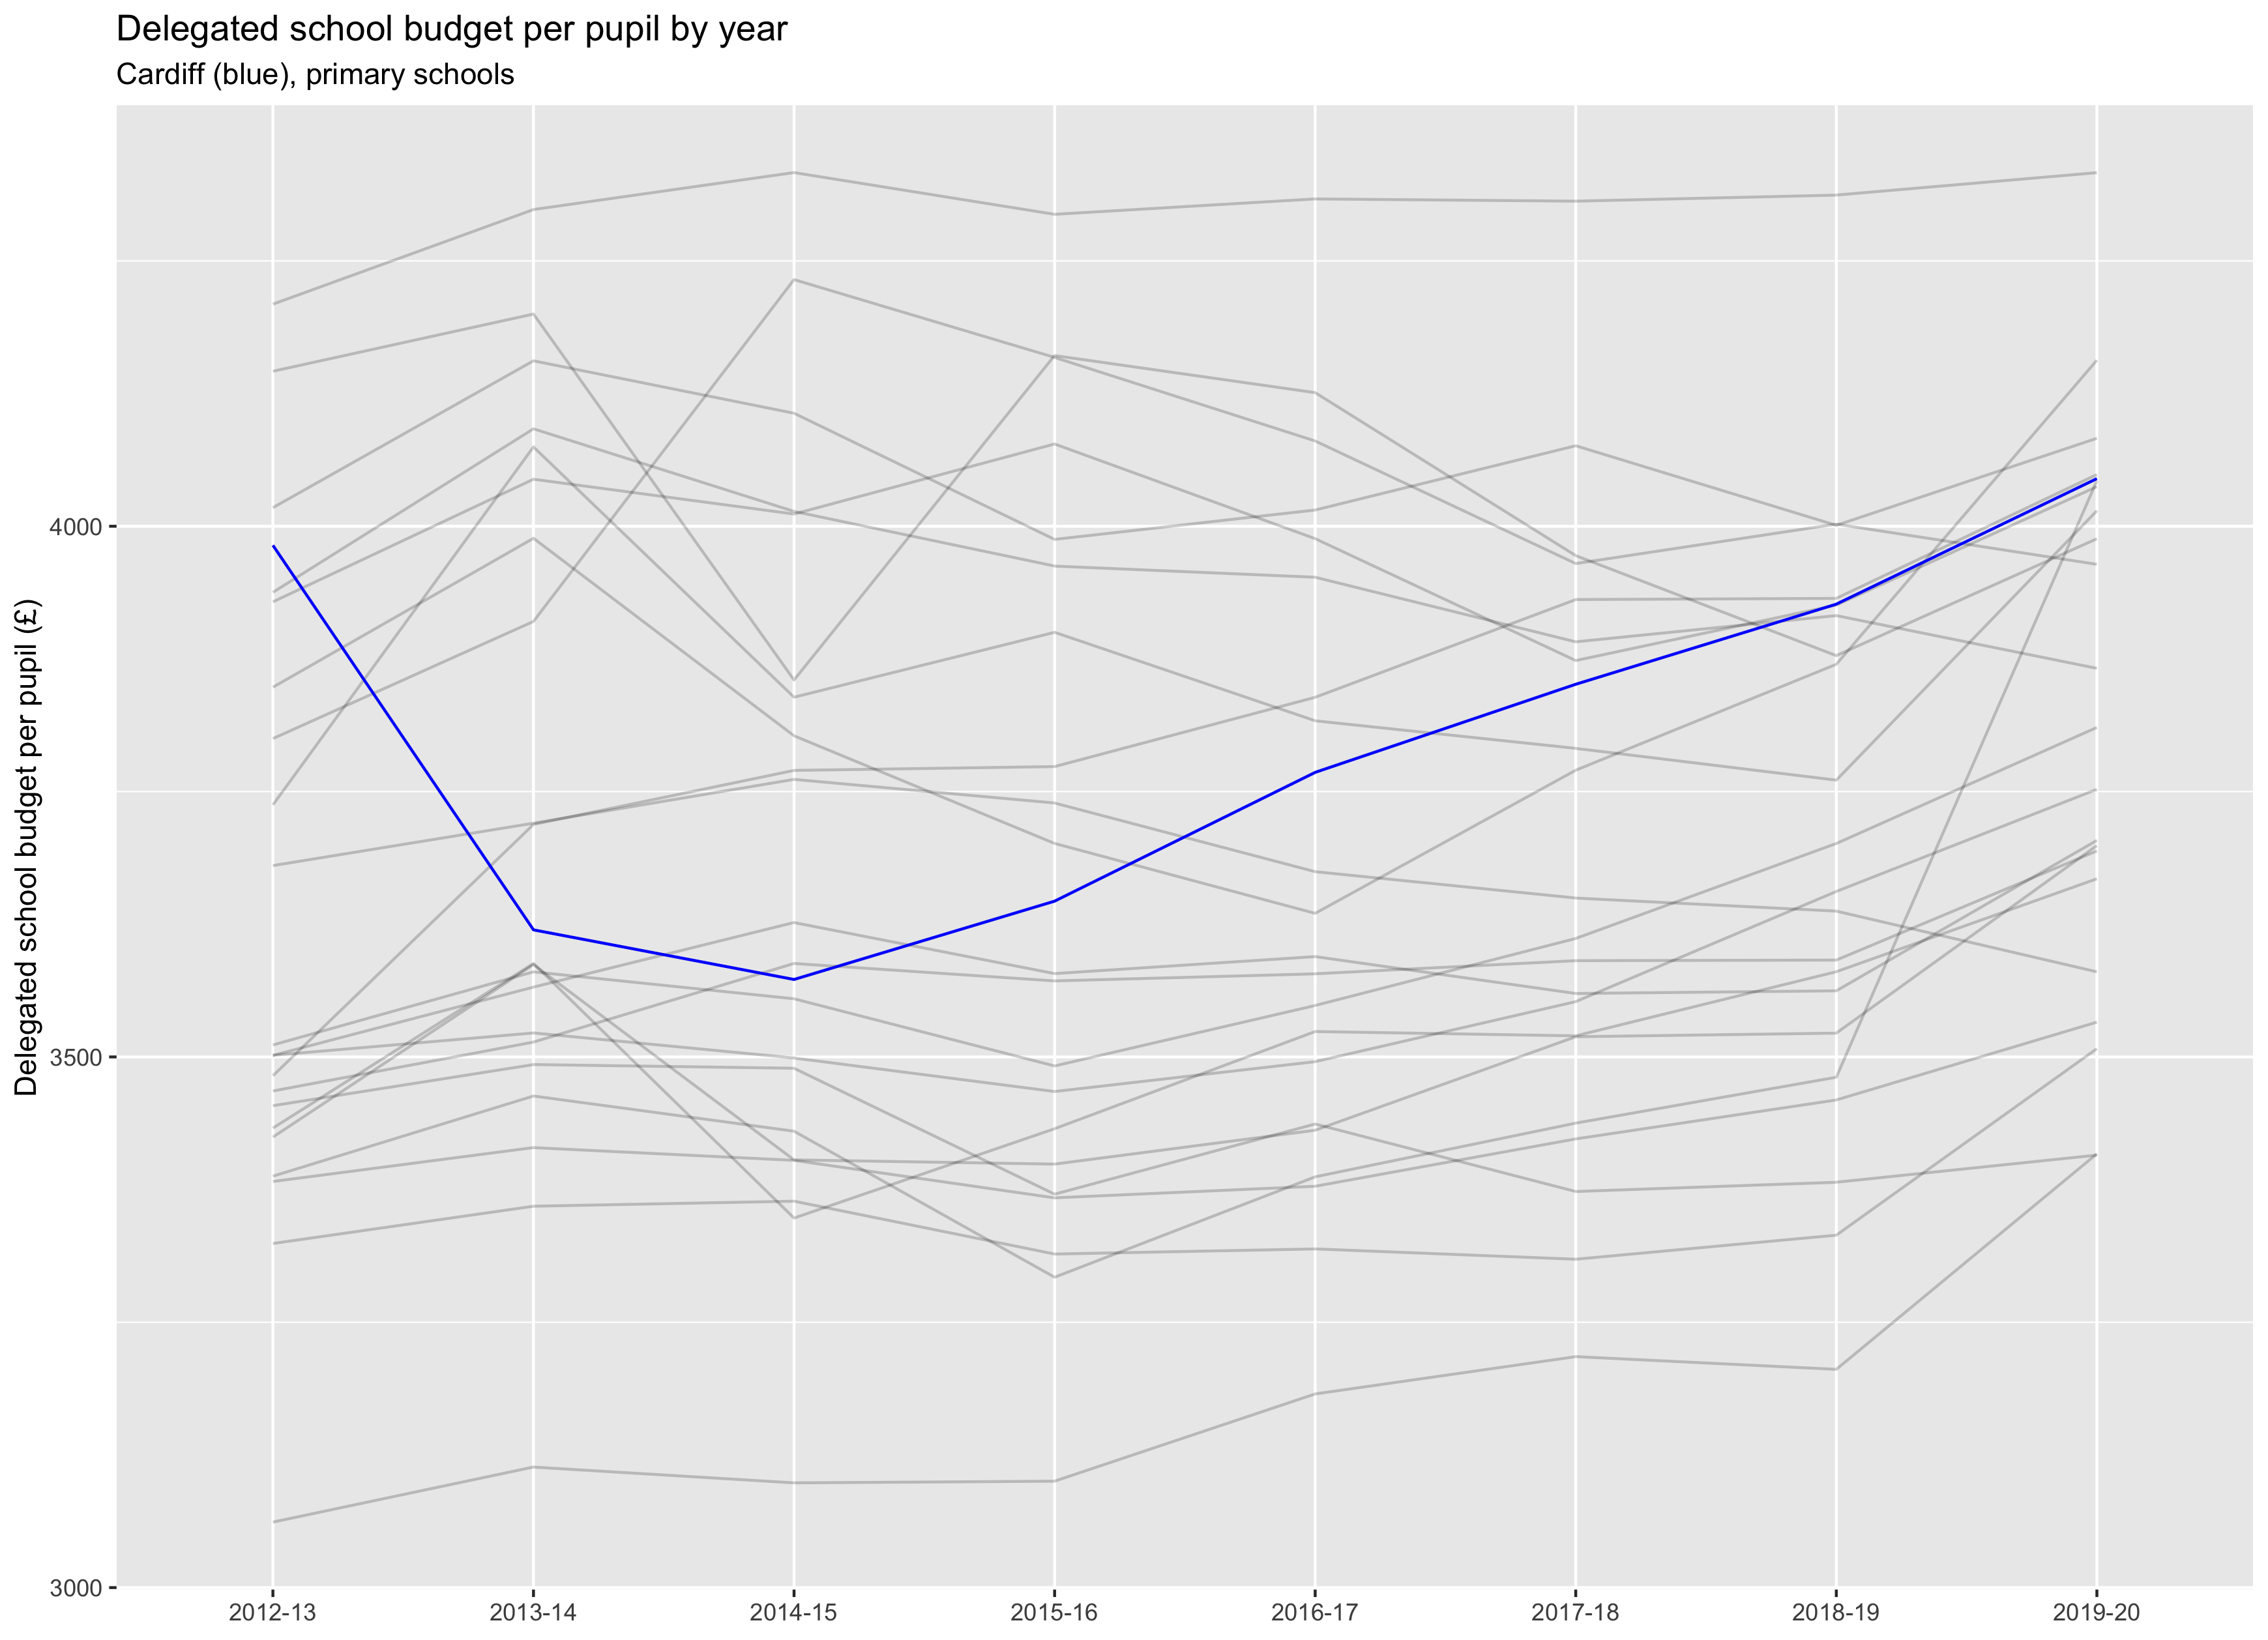 Delegated school budget per pupil by year
Cardiff (blue), primary schools
Delegated school budget per pupil (£)
4000
3500
3000
2012-13 2013-14 2014-15 2015-16 2016-17 2017-18 2018-19 2019-20